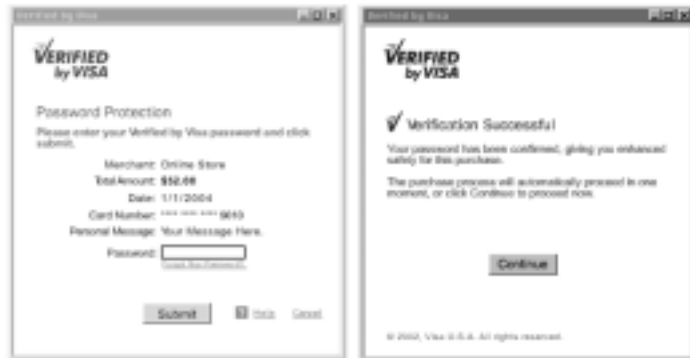 Verified by Visa
VERIFIED
by VISA
Password Protection
Please enter your Verified by Visa password and click
submit.
Merchant: Online Store
Total Amount: $52.00
Date: 1/1/2004
Card Number: **** **** ****
Personal Message: Your Message Here.
Password:
Submit
Help
Cancel
Verified by Visa
VERIFIED
by VISA
Verification Successful
Your password has been confirmed, giving you enhanced
safety for this purchase.
The purchase process will automatically proceed in one
moment, or click Continue to proceed now.
Continue
© 2002, Visa U.S.A. All rights reserved.